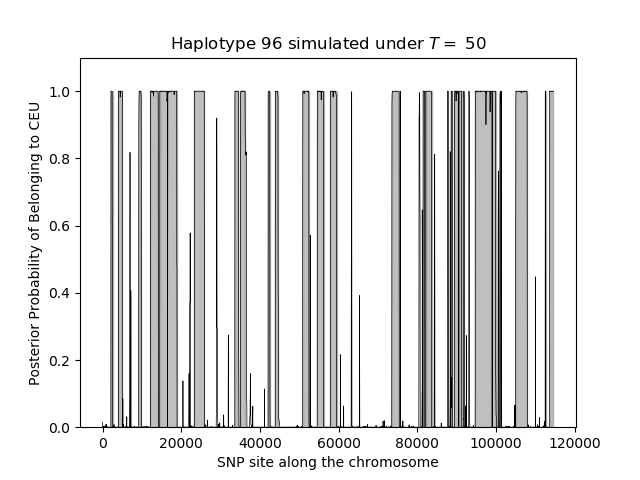 Haplotype 96 simulated under T = 50
Posterior Probability of Belonging to CEU
1.0
0.8
0.6
0.4
0.2
0.0
0 20000 40000 60000 80000 100000 120000
SNP site along the chromosome